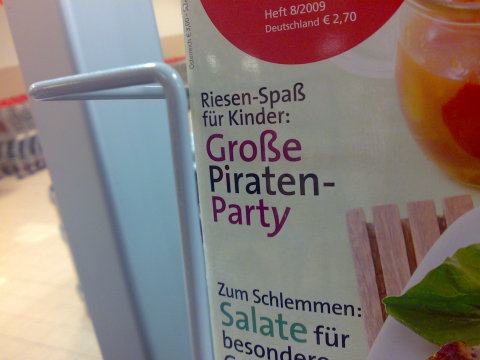 Heft 8/2009
Deutschland € 2,70
Riesen-Spaß
für Kinder:
Große
Piraten-
Party
Zum Schlemmen:
Salate für
besondere